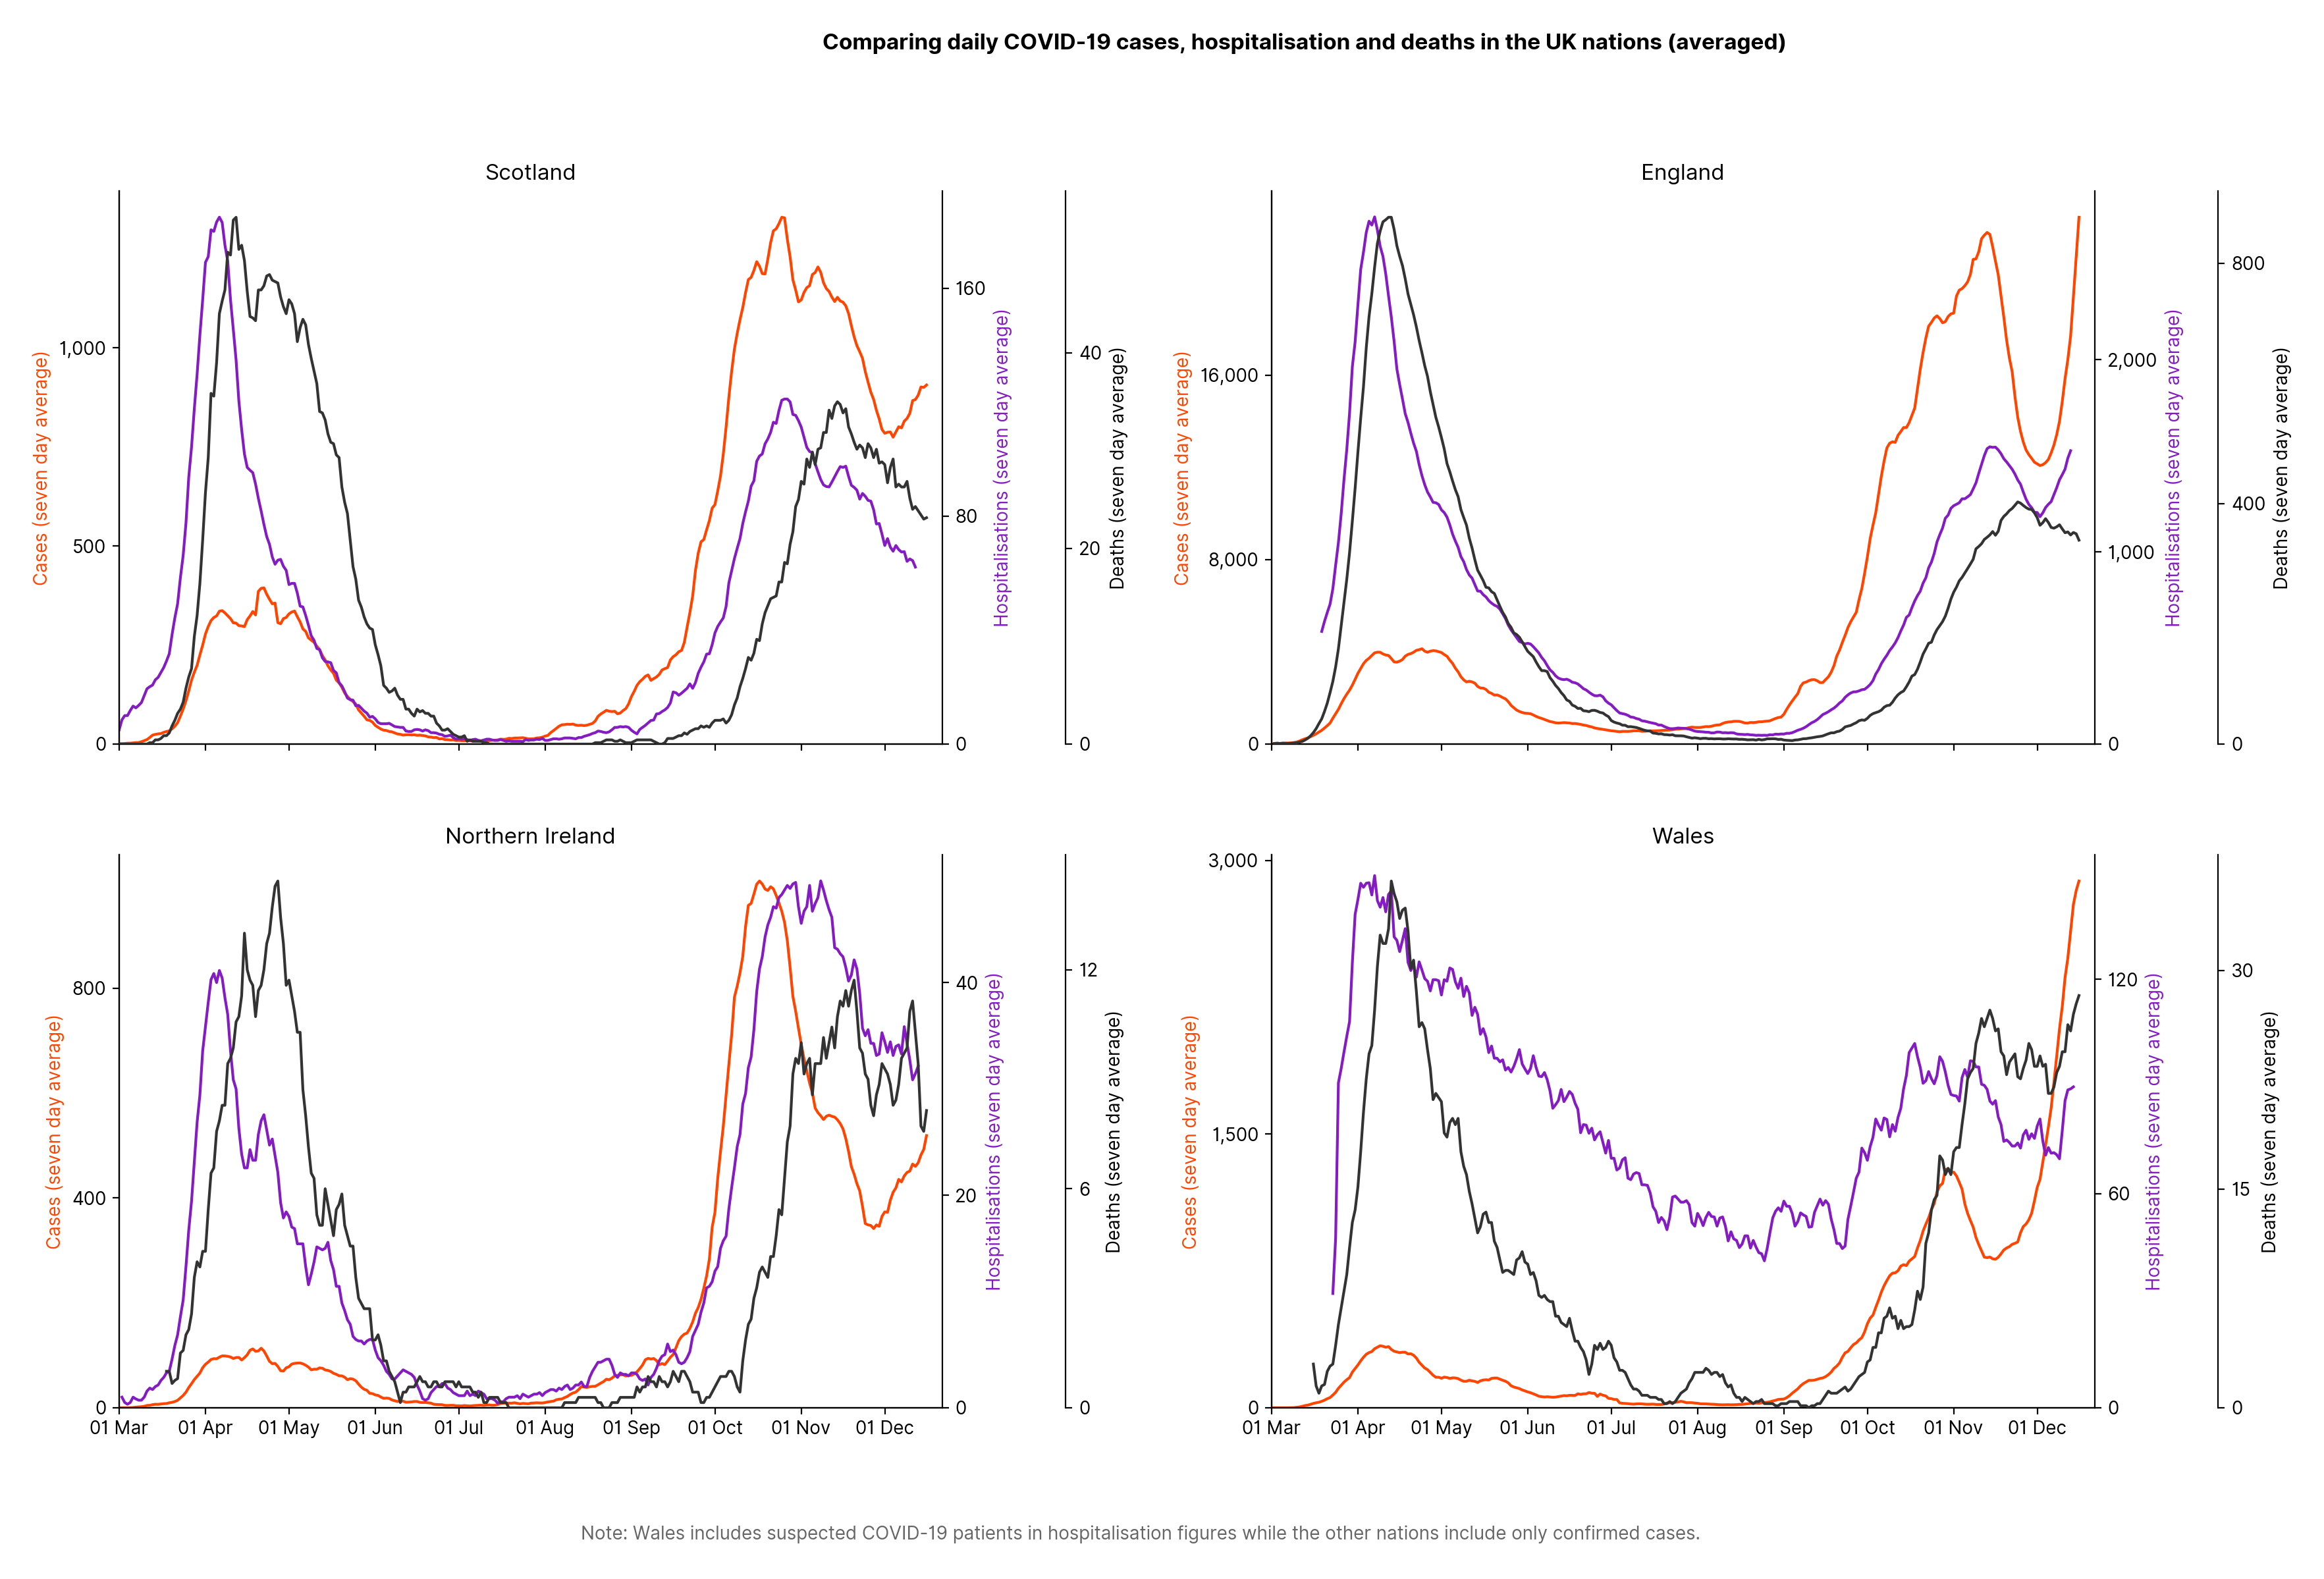 Comparing daily COVID-19 cases, hospitalisation and deaths in the UK nations (averaged)
Scotland
Cases (seven day average)
1,000
500
0
160
80
0
Hospitalisations (seven day average)
40
20
0
Deaths (seven day average)
England
Cases (seven day average)
16,000
8,000
0
2,000
1,000
0
Hospitalisations (seven day average)
800
400
0
Deaths (seven day average)
Northern Ireland
Cases (seven day average)
800
400
0
40
20
0
Hospitalisations (seven day average)
12
6
0
Deaths (seven day average)
01 Mar 01 Apr 01 May 01 Jun 01 Jul 01 Aug 01 Sep 01 Oct 01 Nov 01 Dec
Wales
Cases (seven day average)
3,000
1,500
0
120
60
0
Hospitalisations (seven day average)
30
15
0
Deaths (seven day average)
01 Mar 01 Apr 01 May 01 Jun 01 Jul 01 Aug 01 Sep 01 Oct 01 Nov 01 Dec
Note: Wales includes suspected COVID-19 patients in hospitalisation figures while the other nations include only confirmed cases.